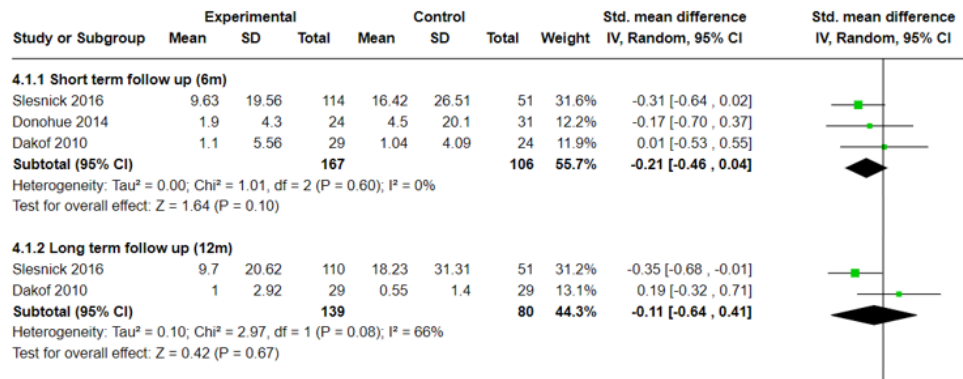 Experimental Control Std. mean difference Std. mean difference
Study or Subgroup Mean SD Total Mean SD Total Weight IV, Random, 95% CI IV, Random, 95% CI
4.1.1 Short term follow up (6m)
Slesnick 2016 9.63 19.56 114 16.42 26.51 51 31.6% -0.31 [-0.64 , 0.02]
Donohue 2014 1.9 4.3 24 4.5 20.1 31 12.2% -0.17 [-0.70 , 0.37]
Dakof 2010 1.1 5.56 29 1.04 4.09 24 11.9% 0.01 [-0.53 , 0.55]
Subtotal (95% CI) 167 106 55.7% -0.21 [-0.46 , 0.04]
Heterogeneity: Tau² = 0.00; Chi² = 1.01, df = 2 (P = 0.60); I² = 0%
Test for overall effect: Z = 1.64 (P = 0.10)
4.1.2 Long term follow up (12m)
Slesnick 2016 9.7 20.62 110 18.23 31.31 51 31.2% -0.35 [-0.68 , -0.01]
Dakof 2010 1 2.92 29 0.55 1.4 29 13.1% 0.19 [-0.32 , 0.71]
Subtotal (95% CI) 139 80 44.3% -0.11 [-0.64 , 0.41]
Heterogeneity: Tau² = 0.10; Chi² = 2.97, df = 1 (P = 0.08); I² = 66%
Test for overall effect: Z = 0.42 (P = 0.67)